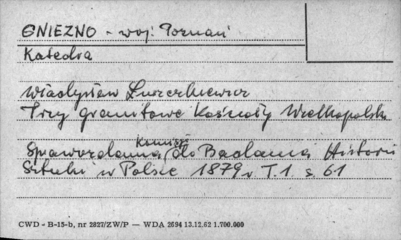 GNIEZNO - woj. Poznań
Katedra
Władysław Łuszczkiewicz
Trzy granitowe Kościoły Wielkopolski
Sprawozdania Komisji do Badania Historii
Sztuki w Polsce 1879 r. T. 1 s. 61
CWD - B-15-b, nr 2827/ZW/P — WDA 2694 13.12.62 1.700.000